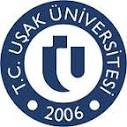 T.C. UŞAK ÜNİVERSİTESİ
2006